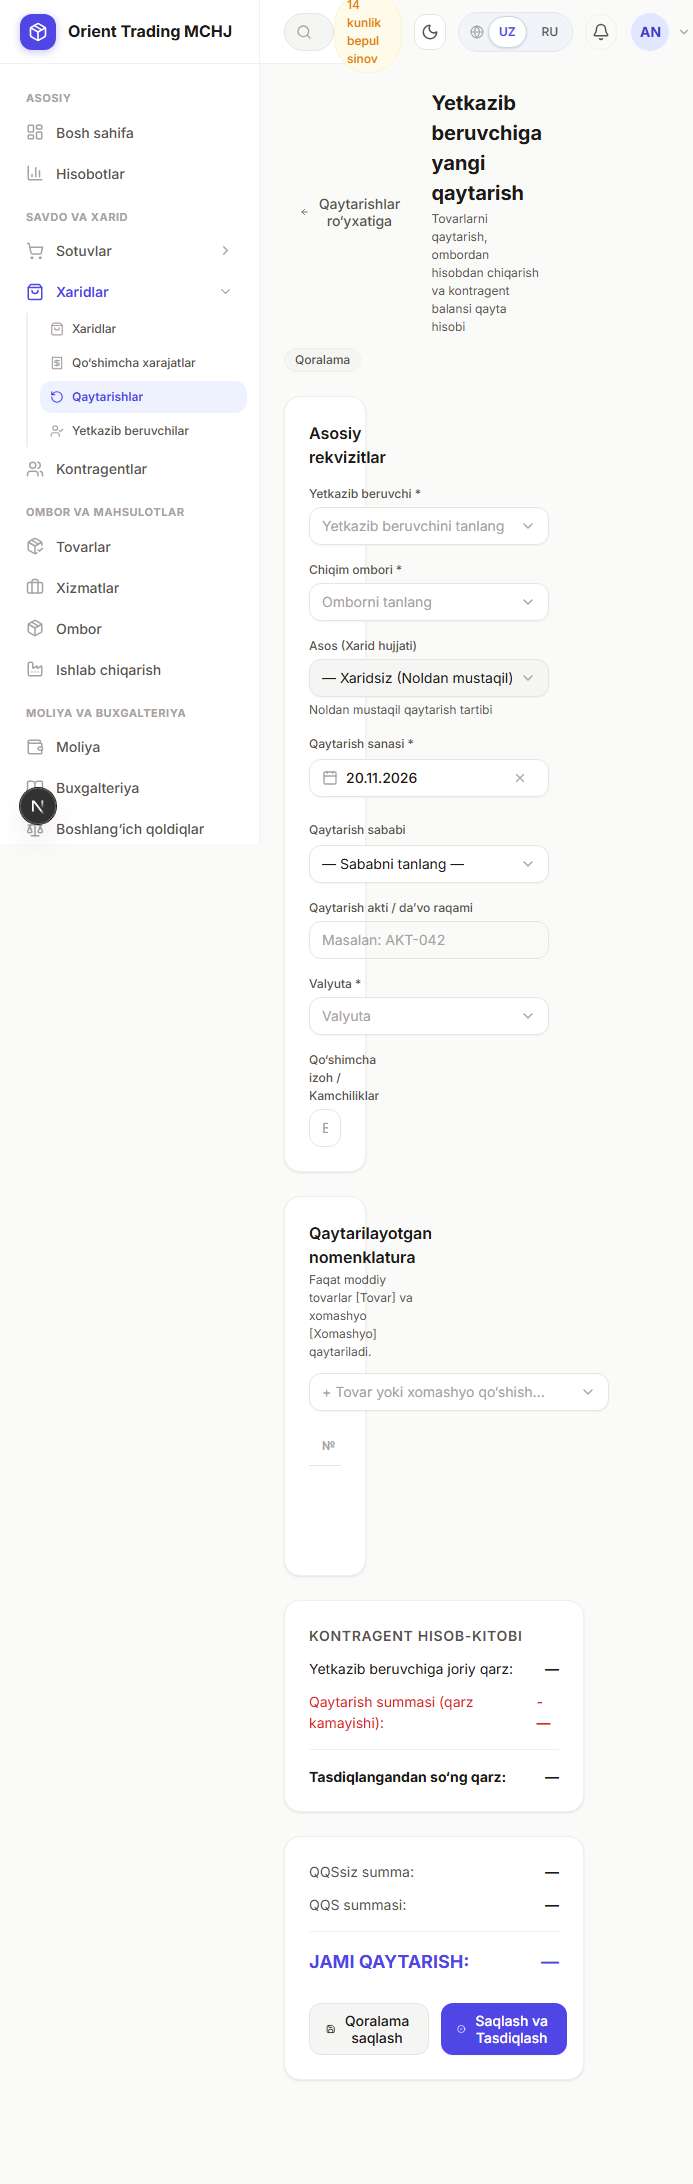 Orient Trading MCHJ
14
kunlik
bepul
sinov
UZ
RU
AN
ASOSIY
Bosh sahifa
Hisobotlar
SAVDO VA XARID
Sotuvlar
Xaridlar
Xaridlar
Qo‘shimcha xarajatlar
Qaytarishlar
Yetkazib beruvchilar
Kontragentlar
OMBOR VA MAHSULOTLAR
Tovarlar
Xizmatlar
Ombor
Ishlab chiqarish
MOLIYA VA BUXGALTERIYA
Moliya
Buxgalteriya
N
Boshlang‘ich qoldiqlar
Qaytarishlar
ro‘yxatiga
Yetkazib
beruvchiga
yangi
qaytarish
Tovarlarni
qaytarish,
ombordan
hisobdan chiqarish
va kontragent
balansi qayta
hisobi
Qoralama
Asosiy
rekvizitlar
Yetkazib beruvchi *
Yetkazib beruvchini tanlang
Chiqim ombori *
Omborni tanlang
Asos (Xarid hujjati)
— Xaridsiz (Noldan mustaqil)
Noldan mustaqil qaytarish tartibi
Qaytarish sanasi *
20.11.2026
Qaytarish sababi
— Sababni tanlang —
Qaytarish akti / da’vo raqami
Masalan: AKT-042
Valyuta *
Valyuta
Qo‘shimcha
izoh /
Kamchiliklar
Qaytarilayotgan
nomenklatura
Faqat moddiy
tovarlar [Tovar] va
xomashyo
[Xomashyo]
qaytariladi.
+ Tovar yoki xomashyo qo‘shish...
№
KONTRAGENT HISOB-KITOBI
Yetkazib beruvchiga joriy qarz: —
Qaytarish summasi (qarz -
kamayishi): —
Tasdiqlangandan so‘ng qarz: —
QQSsiz summa: —
QQS summasi: —
JAMI QAYTARISH: —
Qoralama
saqlash
Saqlash va
Tasdiqlash